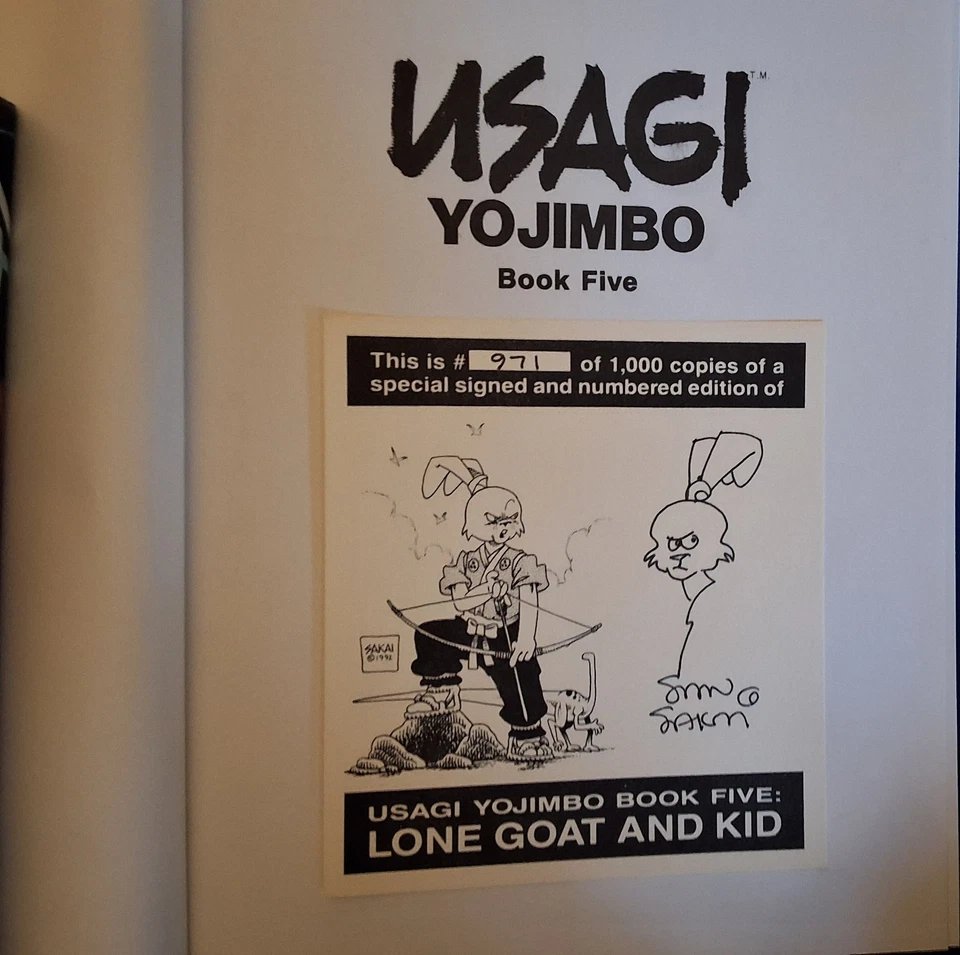 USAGI T.M.
YOJIMBO
Book Five
This is # 971 of 1,000 copies of a
special signed and numbered edition of
SAKAI
©1992
STAN
SAKAI
USAGI YOJIMBO BOOK FIVE:
LONE GOAT AND KID